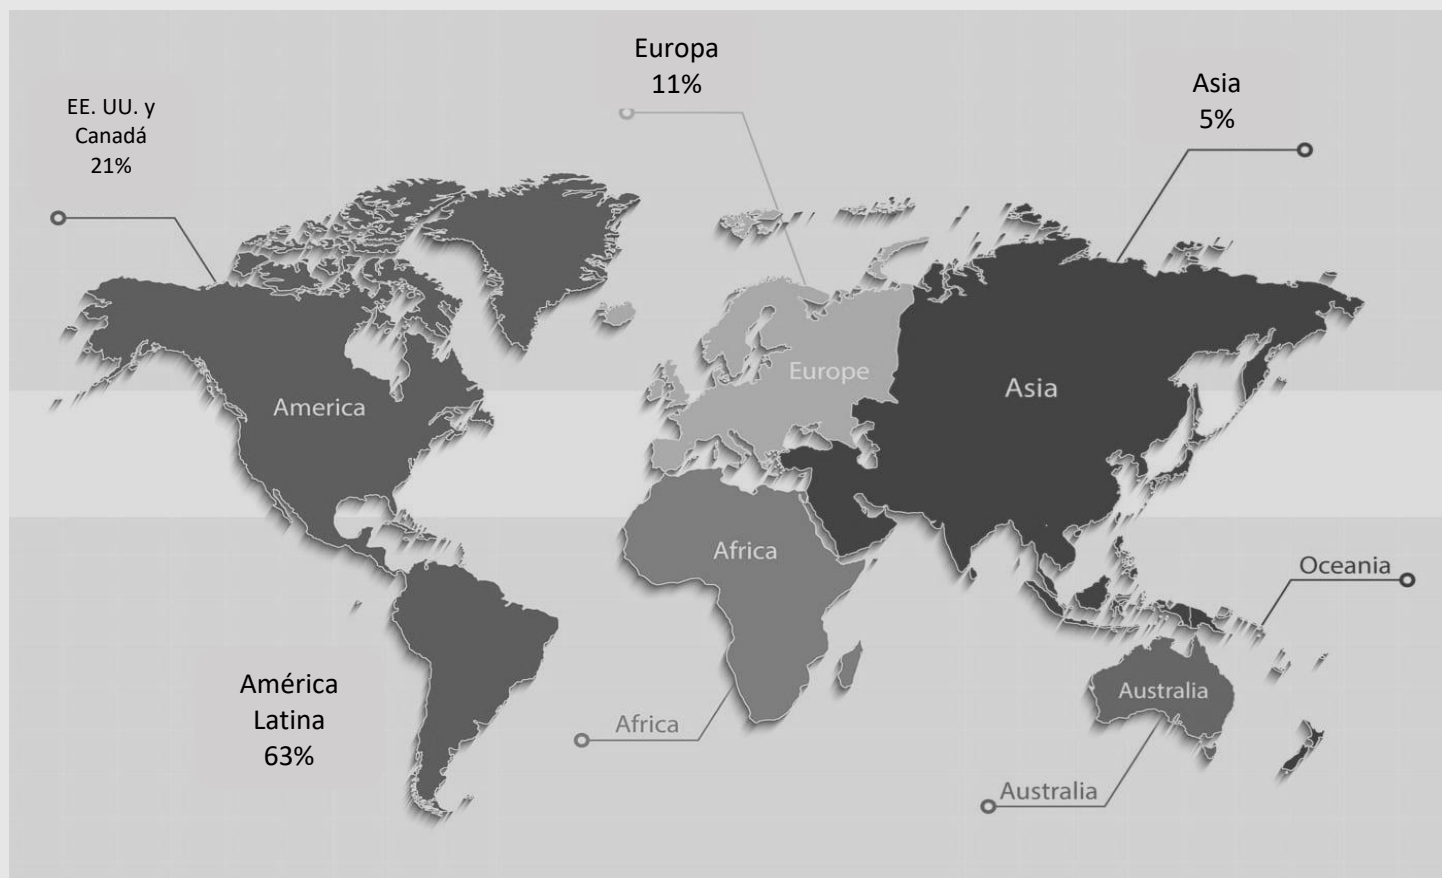 Europa
11%
Asia
5%
EE. UU. y
Canadá
21%
Europe
Asia
America
Africa
Oceania
América
Latina
63%
Australia
Africa
Australia